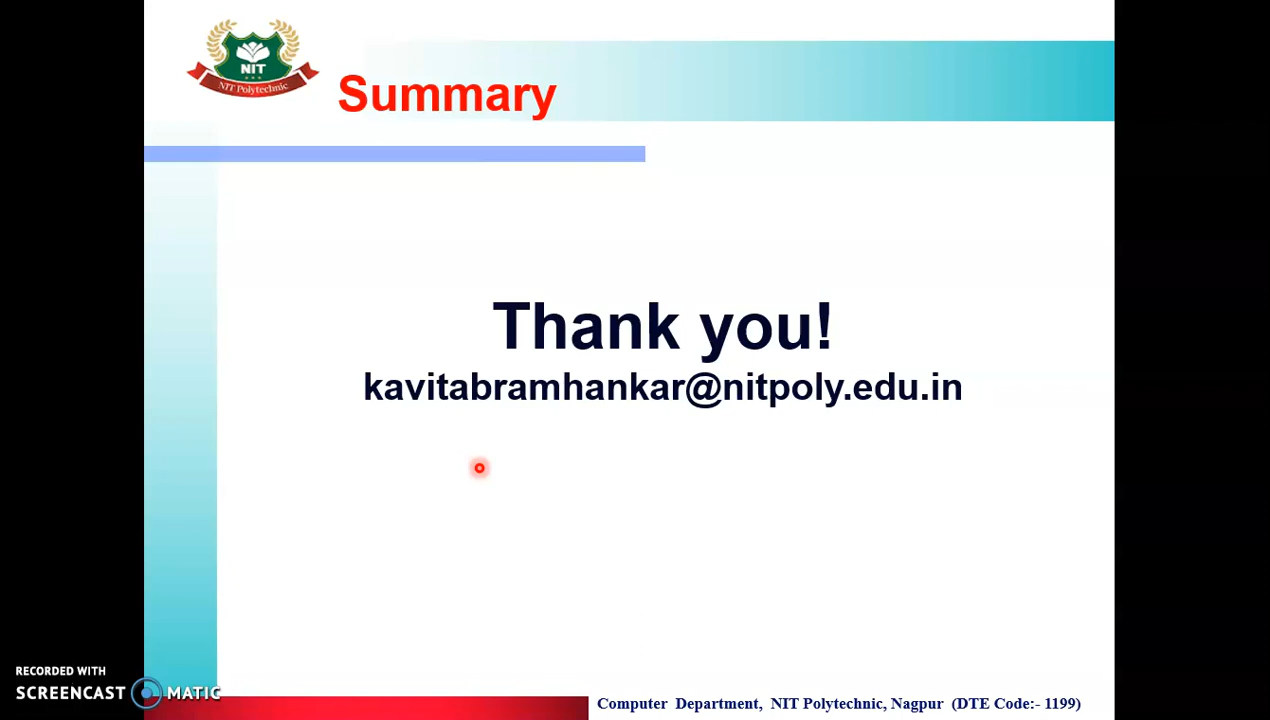 NIT
NIT Polytechnic
Summary
Thank you!
kavitabramhankar@nitpoly.edu.in
RECORDED WITH
SCREENCAST MATIC
Computer Department, NIT Polytechnic, Nagpur (DTE Code:- 1199)